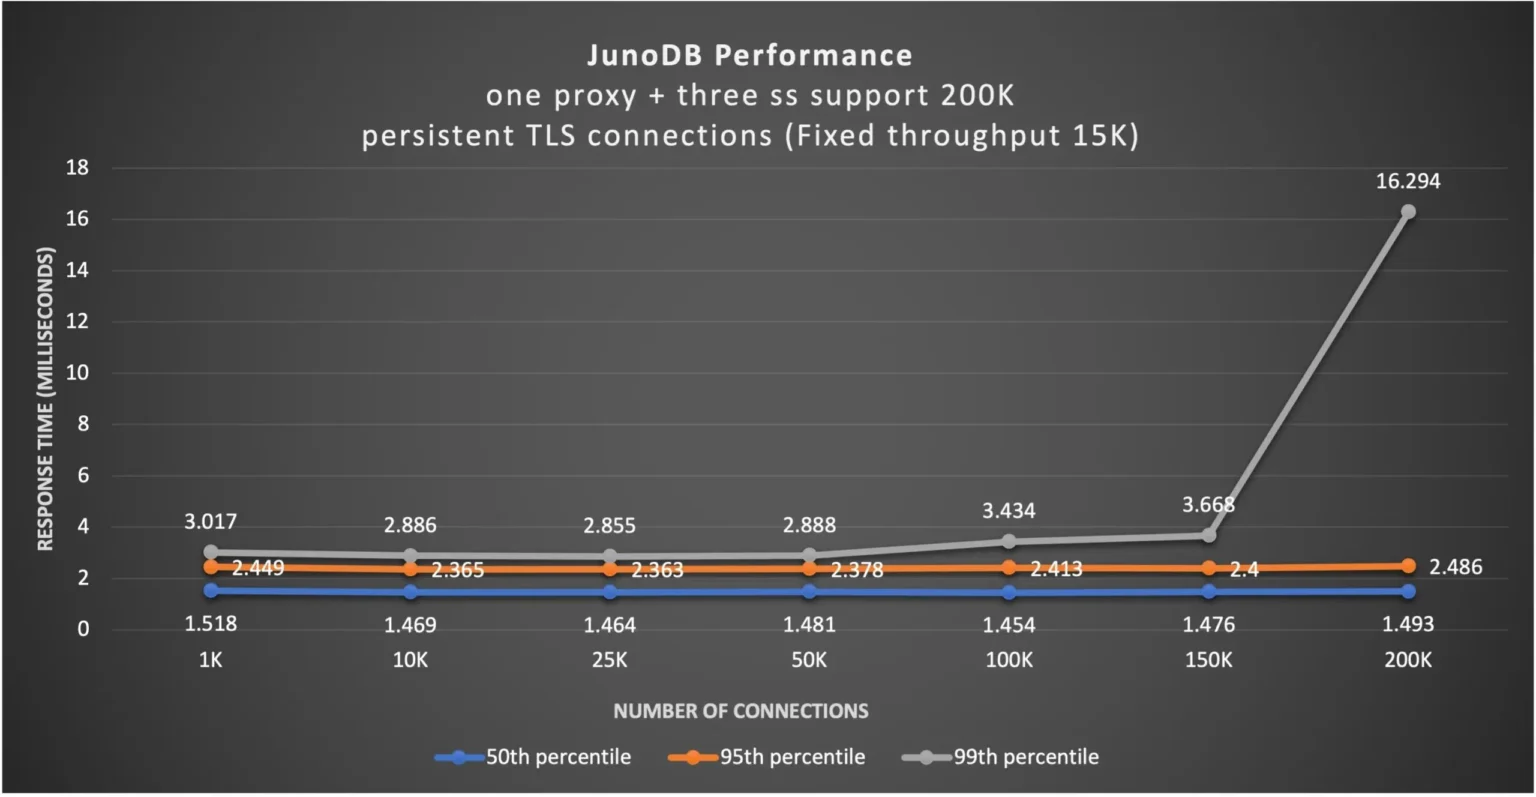 JunoDB Performance
one proxy + three ss support 200K
persistent TLS connections (Fixed throughput 15K)
RESPONSE TIME (MILLISECONDS)
18
16
14
12
10
8
6
4
2
0
16.294
3.017 2.886 2.855 2.888 3.434 3.668
2.449 2.365 2.363 2.378 2.413 2.4 2.486
1.518 1.469 1.464 1.481 1.454 1.476 1.493
1K 10K 25K 50K 100K 150K 200K
NUMBER OF CONNECTIONS
50th percentile 95th percentile 99th percentile